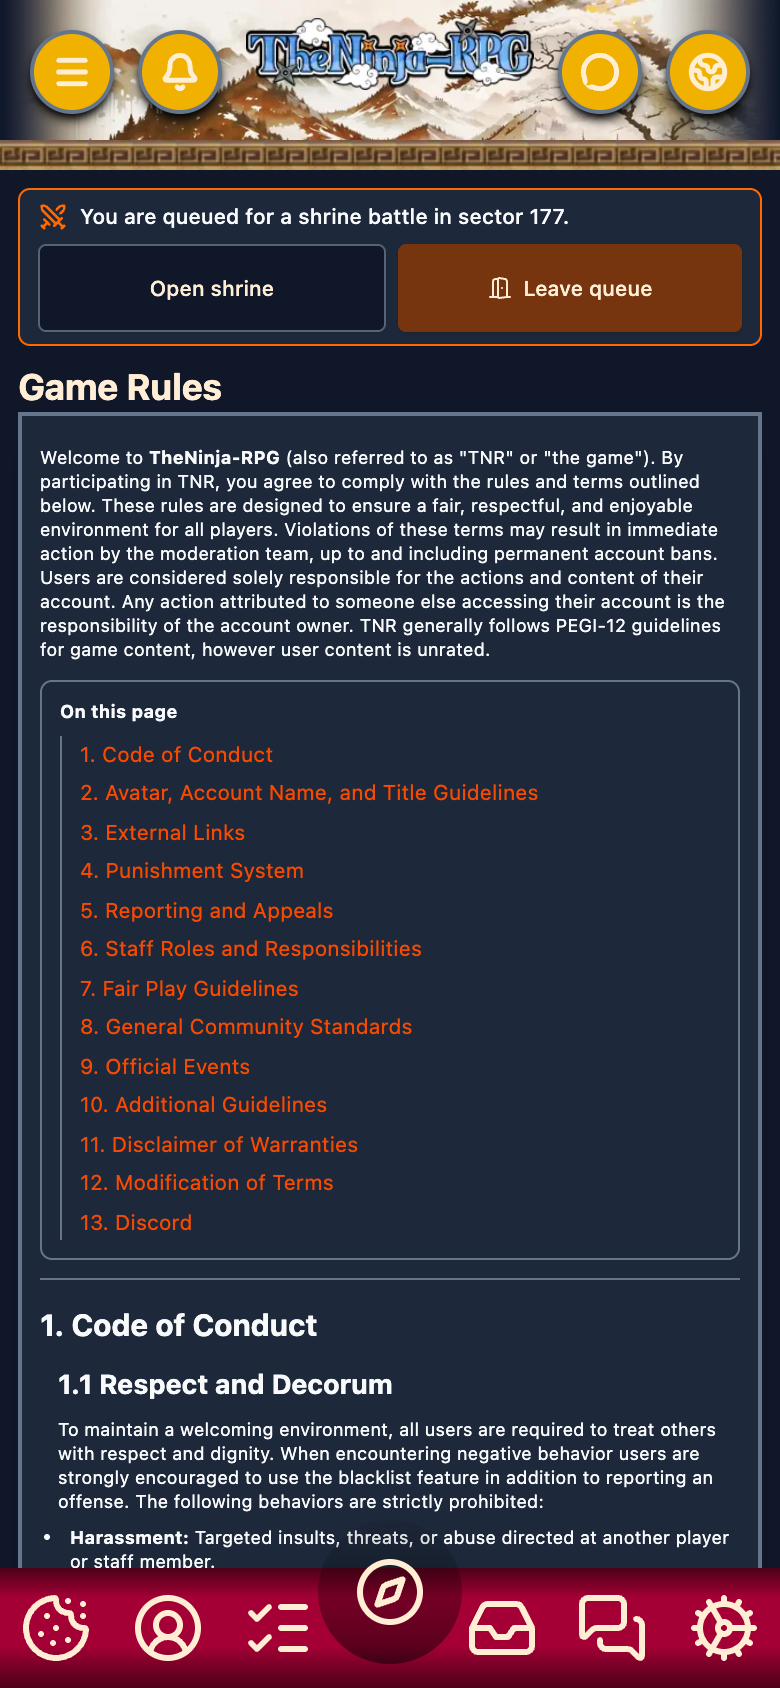 TheNinja-RPG
You are queued for a shrine battle in sector 177.
Open shrine
Leave queue
Game Rules
Welcome to TheNinja-RPG (also referred to as "TNR" or "the game"). By
participating in TNR, you agree to comply with the rules and terms outlined
below. These rules are designed to ensure a fair, respectful, and enjoyable
environment for all players. Violations of these terms may result in immediate
action by the moderation team, up to and including permanent account bans.
Users are considered solely responsible for the actions and content of their
account. Any action attributed to someone else accessing their account is the
responsibility of the account owner. TNR generally follows PEGI-12 guidelines
for game content, however user content is unrated.
On this page
1. Code of Conduct
2. Avatar, Account Name, and Title Guidelines
3. External Links
4. Punishment System
5. Reporting and Appeals
6. Staff Roles and Responsibilities
7. Fair Play Guidelines
8. General Community Standards
9. Official Events
10. Additional Guidelines
11. Disclaimer of Warranties
12. Modification of Terms
13. Discord
1. Code of Conduct
1.1 Respect and Decorum
To maintain a welcoming environment, all users are required to treat others
with respect and dignity. When encountering negative behavior users are
strongly encouraged to use the blacklist feature in addition to reporting an
offense. The following behaviors are strictly prohibited:
• Harassment: Targeted insults, threats, or abuse directed at another player
or staff member.